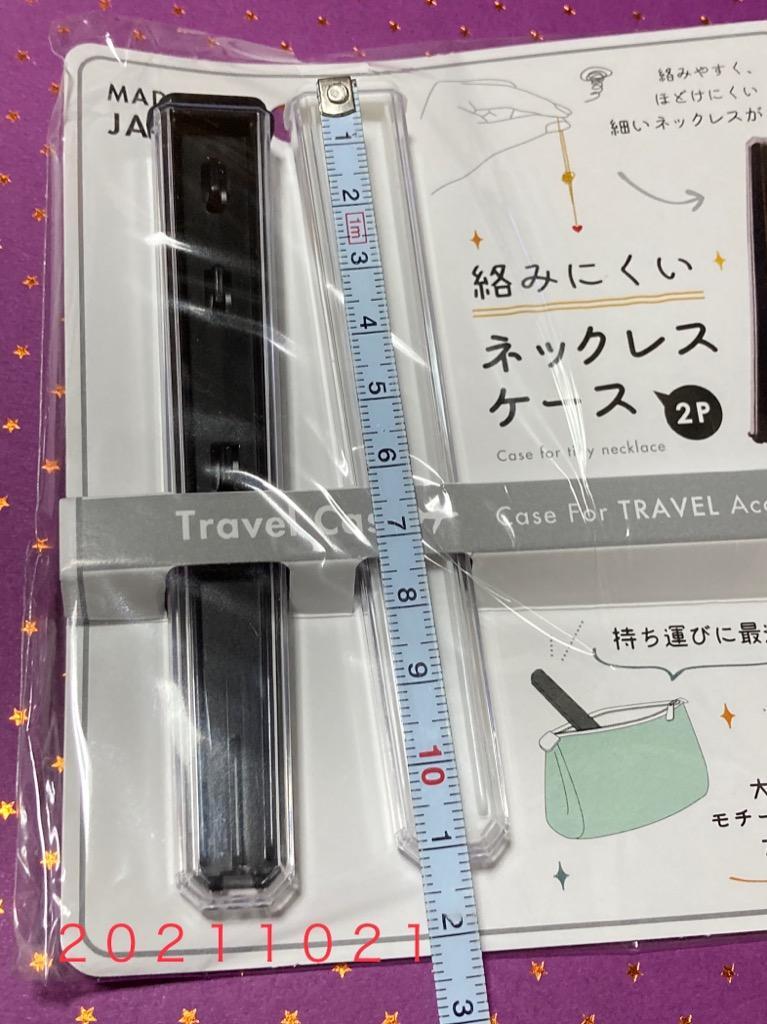 MAD
JA
絡みやすく、
ほどけにくい
細いネックレスが
絡みにくい
ネックレス
ケース 2P
Case for tiny necklace
Travel Case
Case For TRAVEL Acc
持ち運びに最
大
モチー
1
2
1m
3
4
5
6
7
8
9
10
1
2
3
20211021